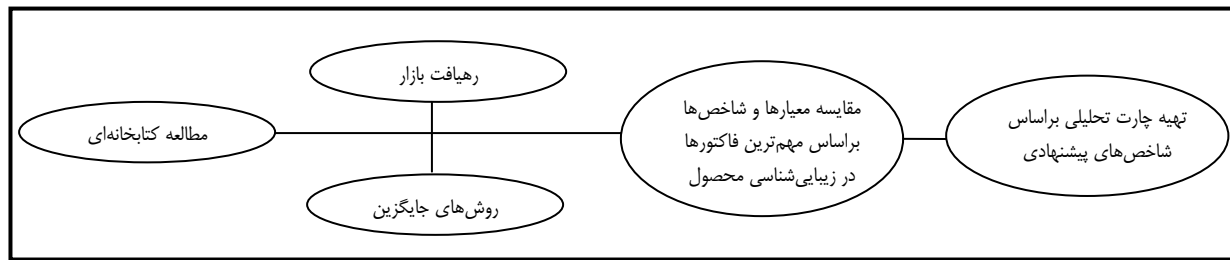 رهیافت بازار
مطالعه کتابخانه‌ای
روش‌های جایگزین
مقایسه معیارها و شاخص‌ها
براساس مهم‌ترین فاکتورها
در زیبایی‌شناسی محصول
تهیه چارت تحلیلی براساس
شاخص‌های پیشنهادی